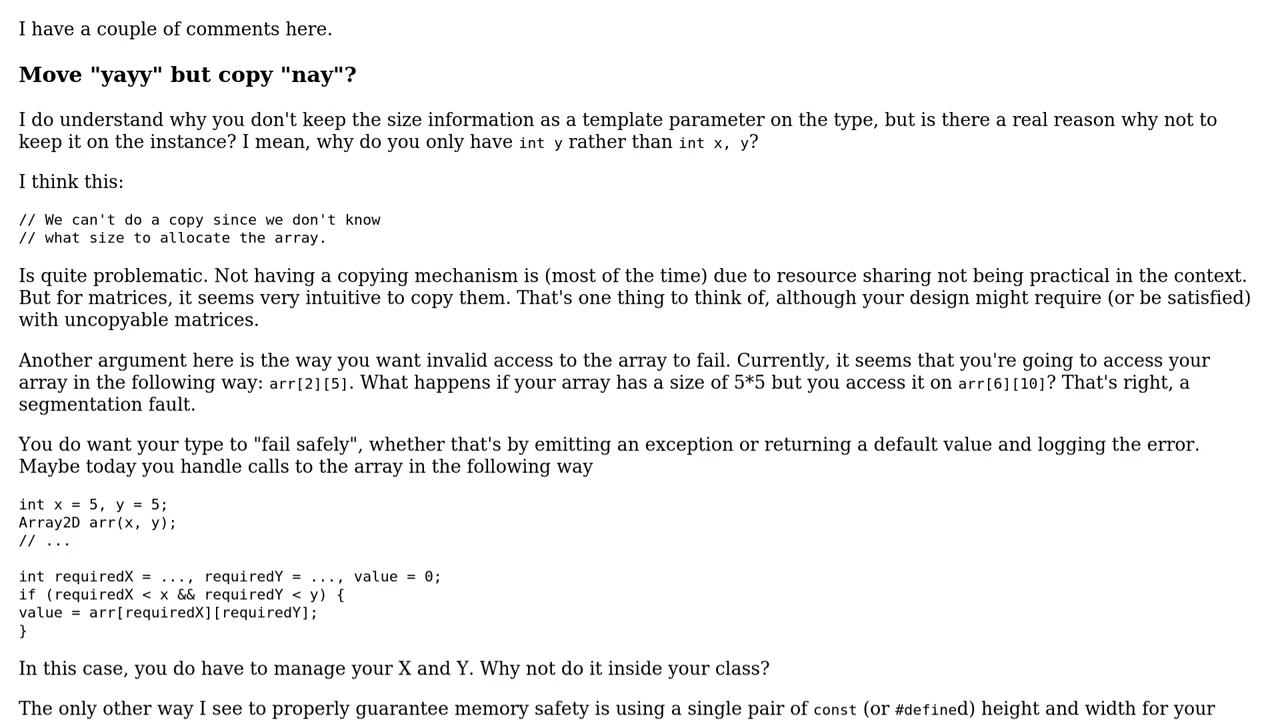 I have a couple of comments here.
Move "yayy" but copy "nay"?
I do understand why you don't keep the size information as a template parameter on the type, but is there a real reason why not to
keep it on the instance? I mean, why do you only have int y rather than int x, y?
I think this:
// We can't do a copy since we don't know
// what size to allocate the array.
Is quite problematic. Not having a copying mechanism is (most of the time) due to resource sharing not being practical in the context.
But for matrices, it seems very intuitive to copy them. That's one thing to think of, although your design might require (or be satisfied)
with uncopyable matrices.
Another argument here is the way you want invalid access to the array to fail. Currently, it seems that you're going to access your
array in the following way: arr[2][5]. What happens if your array has a size of 5*5 but you access it on arr[6][10]? That's right, a
segmentation fault.
You do want your type to "fail safely", whether that's by emitting an exception or returning a default value and logging the error.
Maybe today you handle calls to the array in the following way
int x = 5, y = 5;
Array2D arr(x, y);
// ...
int requiredX = ..., requiredY = ..., value = 0;
if (requiredX < x && requiredY < y) {
value = arr[requiredX][requiredY];
}
In this case, you do have to manage your X and Y. Why not do it inside your class?
The only other way I see to properly guarantee memory safety is using a single pair of const (or #defined) height and width for your